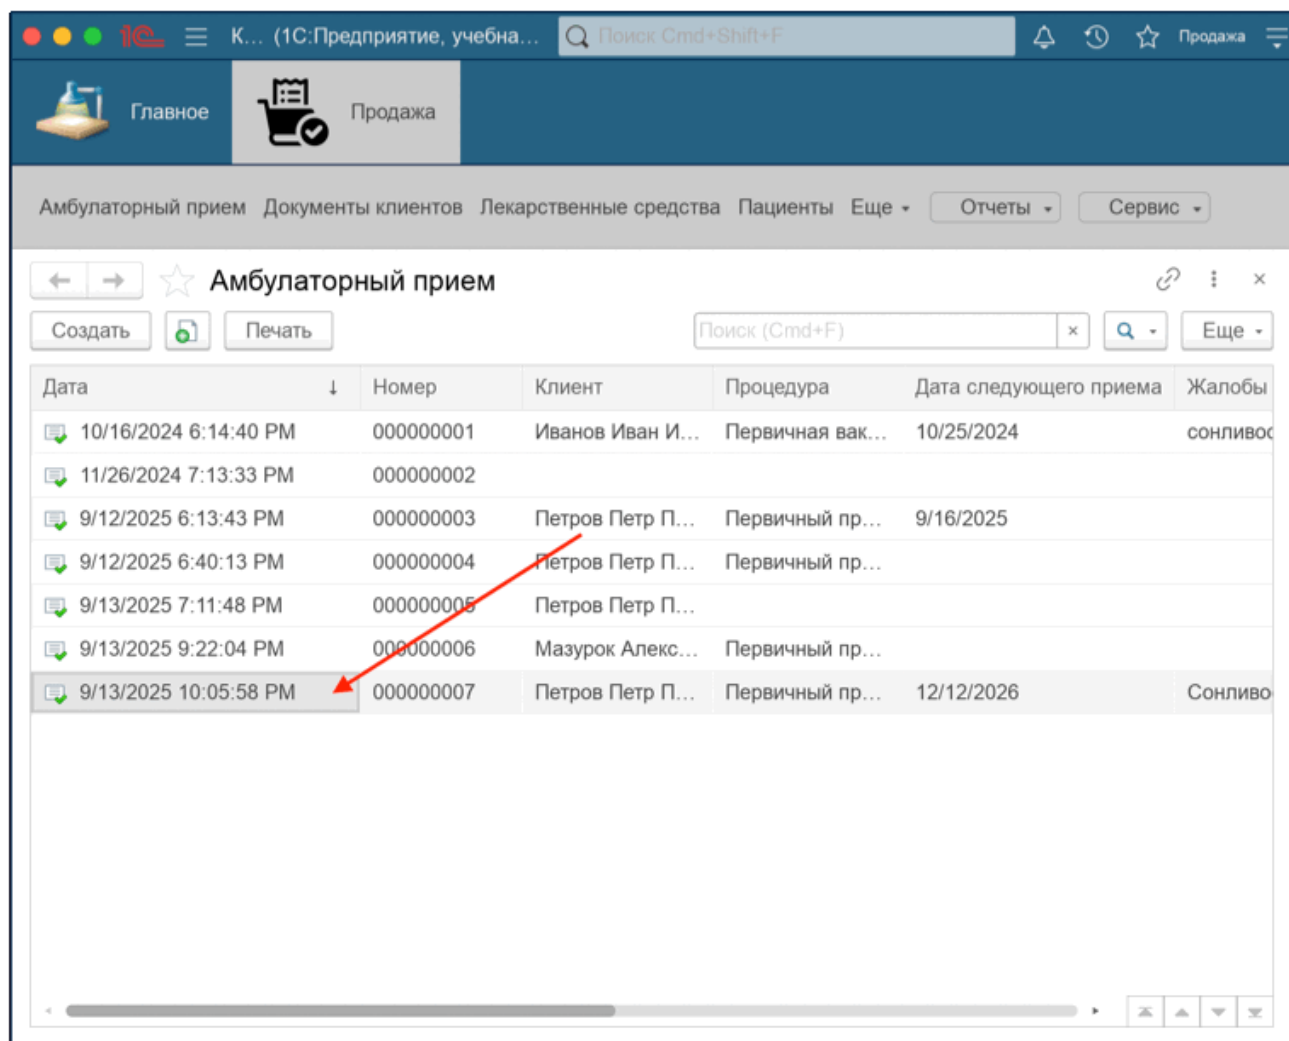 1С К... (1С:Предприятие, учебна... Поиск Cmd+Shift+F Продажа
Главное Продажа
Амбулаторный прием Документы клиентов Лекарственные средства Пациенты Еще Отчеты Сервис
Амбулаторный прием
Создать Печать Поиск (Cmd+F) × Еще
Дата ↓ Номер Клиент Процедура Дата следующего приема Жалобы
10/16/2024 6:14:40 PM 000000001 Иванов Иван И... Первичная вак... 10/25/2024 сонливос
11/26/2024 7:13:33 PM 000000002
9/12/2025 6:13:43 PM 000000003 Петров Петр П... Первичный пр... 9/16/2025
9/12/2025 6:40:13 PM 000000004 Петров Петр П... Первичный пр...
9/13/2025 7:11:48 PM 000000005 Петров Петр П...
9/13/2025 9:22:04 PM 000000006 Мазурок Алекс... Первичный пр...
9/13/2025 10:05:58 PM 000000007 Петров Петр П... Первичный пр... 12/12/2026 Сонливо